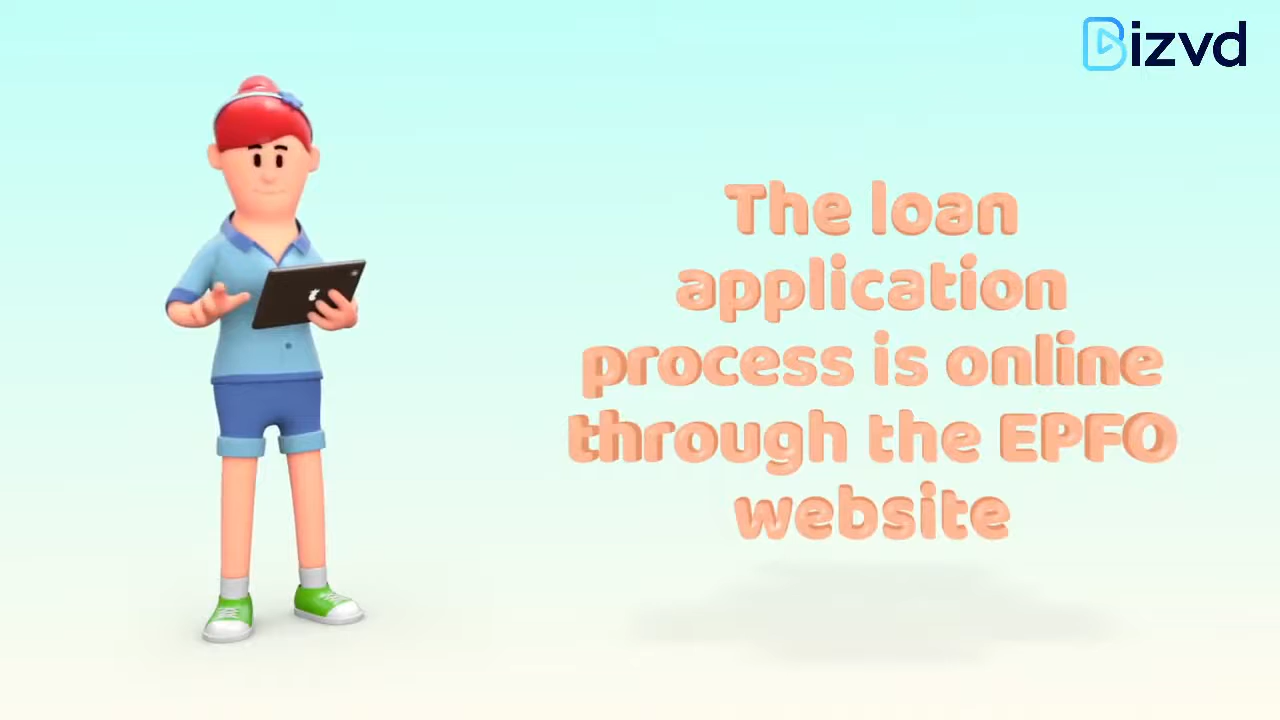 Bizvd
The loan
application
process is online
through the EPFO
website